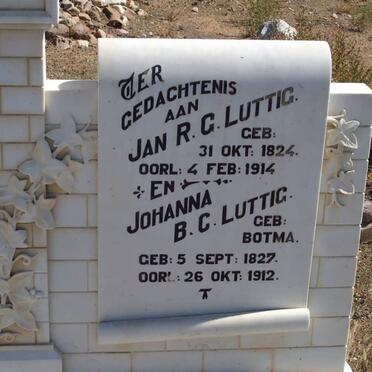 TER
GEDACHTENIS
AAN
JAN R. G. LUTTIG.
GEB:
31 OKT: 1824.
OORL: 4 FEB: 1914
EN
JOHANNA
B. C. LUTTIG.
GEB:
BOTMA.
GEB: 5 SEPT: 1827.
OORL: 26 OKT: 1912.